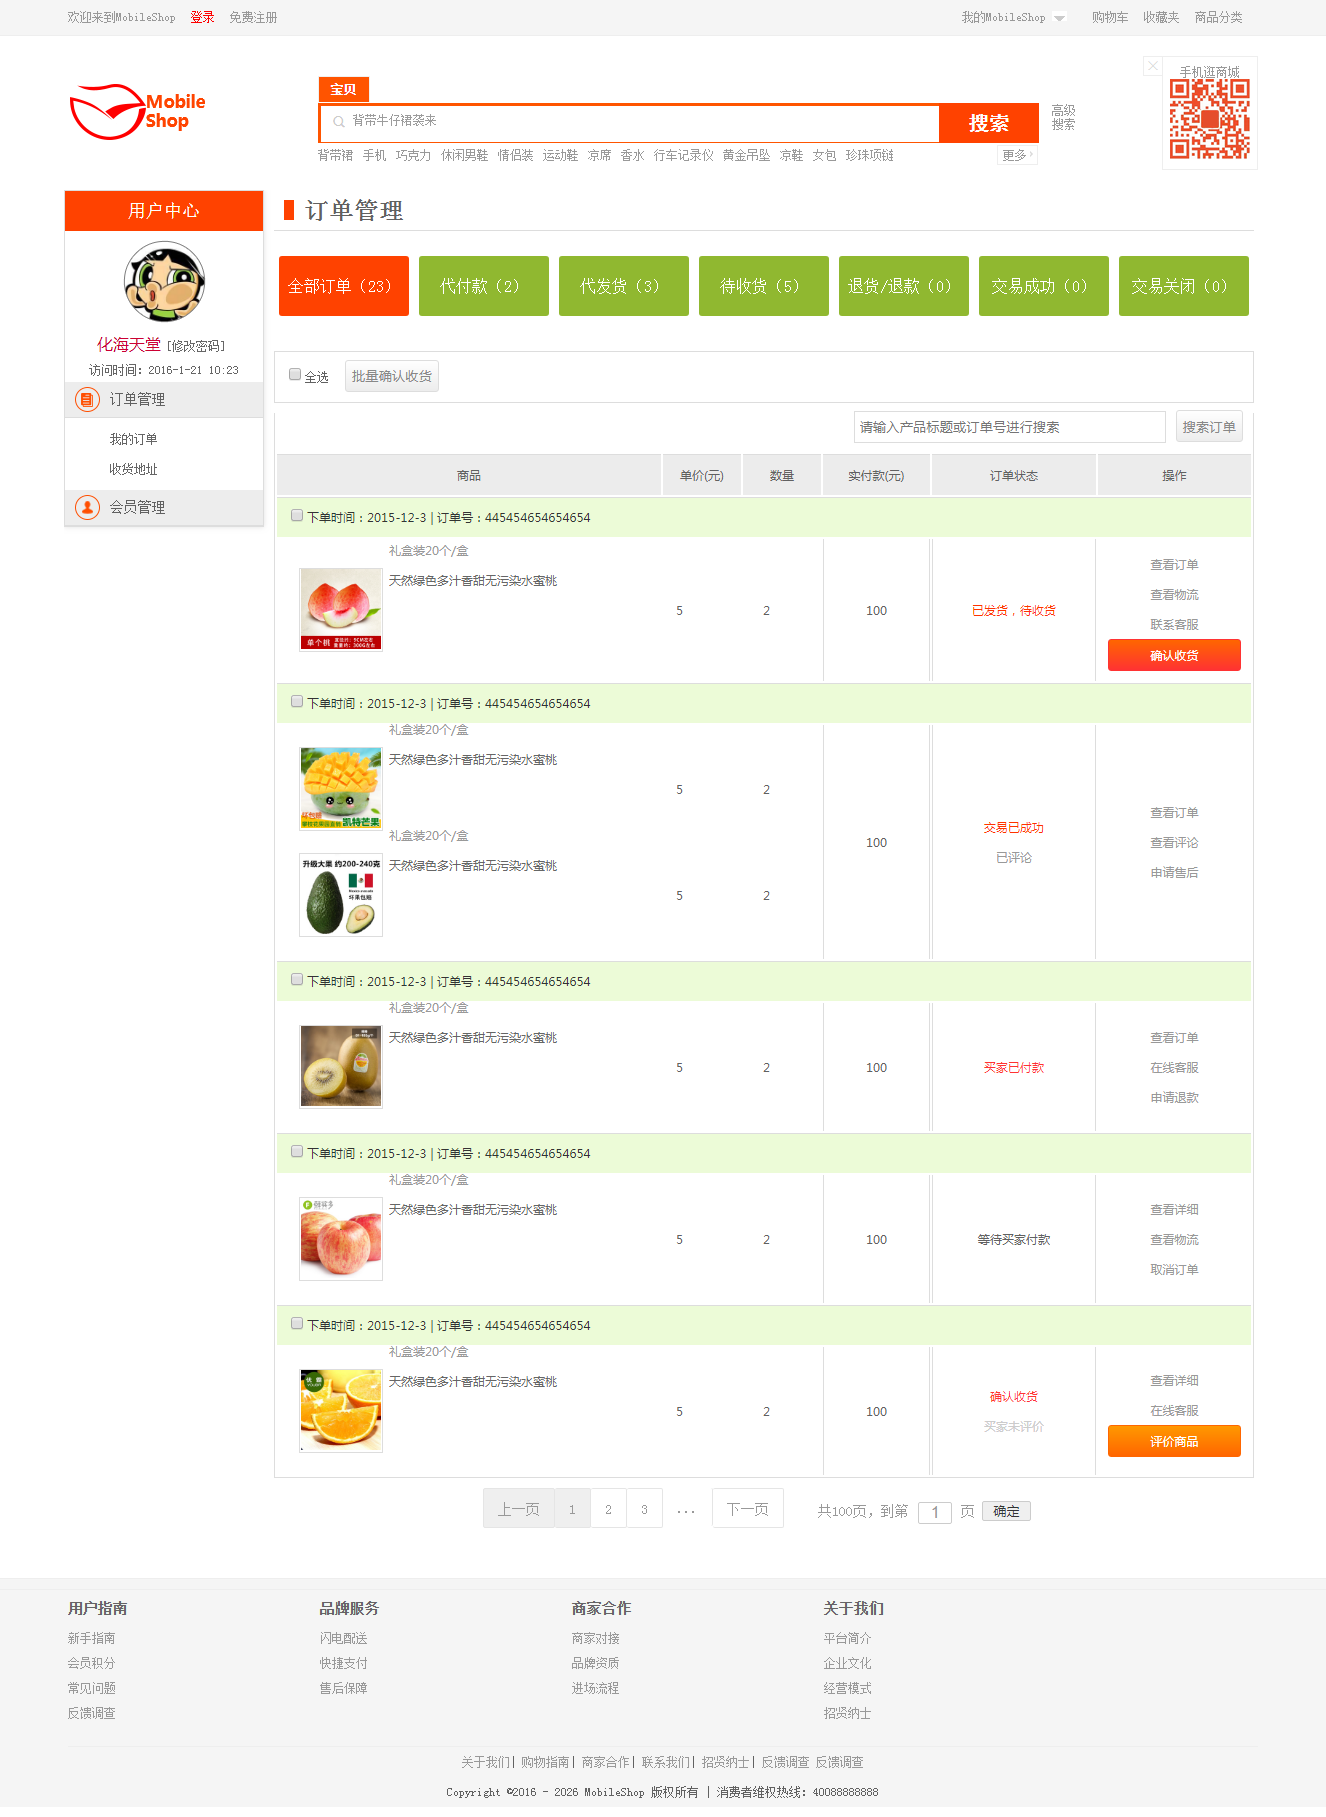 欢迎来到MobileShop 登录 免费注册 我的MobileShop 购物车 收藏夹 商品分类
Mobile
Shop
宝贝
背带牛仔裙袭来 搜索
高级
搜索
手机逛商城
背带裙 手机 巧克力 休闲男鞋 情侣装 运动鞋 凉席 香水 行车记录仪 黄金吊坠 凉鞋 女包 珍珠项链 更多
用户中心
化海天堂 [修改密码]
访问时间: 2016-1-21 10:23
订单管理
我的订单
收货地址
会员管理
订单管理
全部订单（23） 代付款（2） 代发货（3） 待收货（5） 退货/退款（0） 交易成功（0） 交易关闭（0）
全选 批量确认收货
请输入产品标题或订单号进行搜索 搜索订单
商品 单价(元) 数量 实付款(元) 订单状态 操作
下单时间：2015-12-3 | 订单号：445454654654654
礼盒装20个/盒
天然绿色多汁香甜无污染水蜜桃
单个桃
5 2 100 已发货，待收货
查看订单
查看物流
联系客服
确认收货
下单时间：2015-12-3 | 订单号：445454654654654
礼盒装20个/盒
天然绿色多汁香甜无污染水蜜桃
凯特芒果
5 2
礼盒装20个/盒
天然绿色多汁香甜无污染水蜜桃
升级大果 约200-240克
坏果包赔
5 2
100
交易已成功
已评论
查看订单
查看评论
申请售后
下单时间：2015-12-3 | 订单号：445454654654654
礼盒装20个/盒
天然绿色多汁香甜无污染水蜜桃
5 2 100 买家已付款
查看订单
在线客服
申请退款
下单时间：2015-12-3 | 订单号：445454654654654
礼盒装20个/盒
天然绿色多汁香甜无污染水蜜桃
5 2 100 等待买家付款
查看详细
查看物流
取消订单
下单时间：2015-12-3 | 订单号：445454654654654
礼盒装20个/盒
天然绿色多汁香甜无污染水蜜桃
5 2 100
确认收货
买家未评价
查看详细
在线客服
评价商品
上一页 1 2 3 ... 下一页 共100页，到第 1 页 确定
用户指南 品牌服务 商家合作 关于我们
新手指南 闪电配送 商家对接 平台简介
会员积分 快捷支付 品牌资质 企业文化
常见问题 售后保障 进场流程 经营模式
反馈调查 招贤纳士
关于我们| 购物指南| 商家合作| 联系我们| 招贤纳士| 反馈调查 反馈调查
Copyright ©2016 - 2026 MobileShop 版权所有 | 消费者维权热线: 40088888888